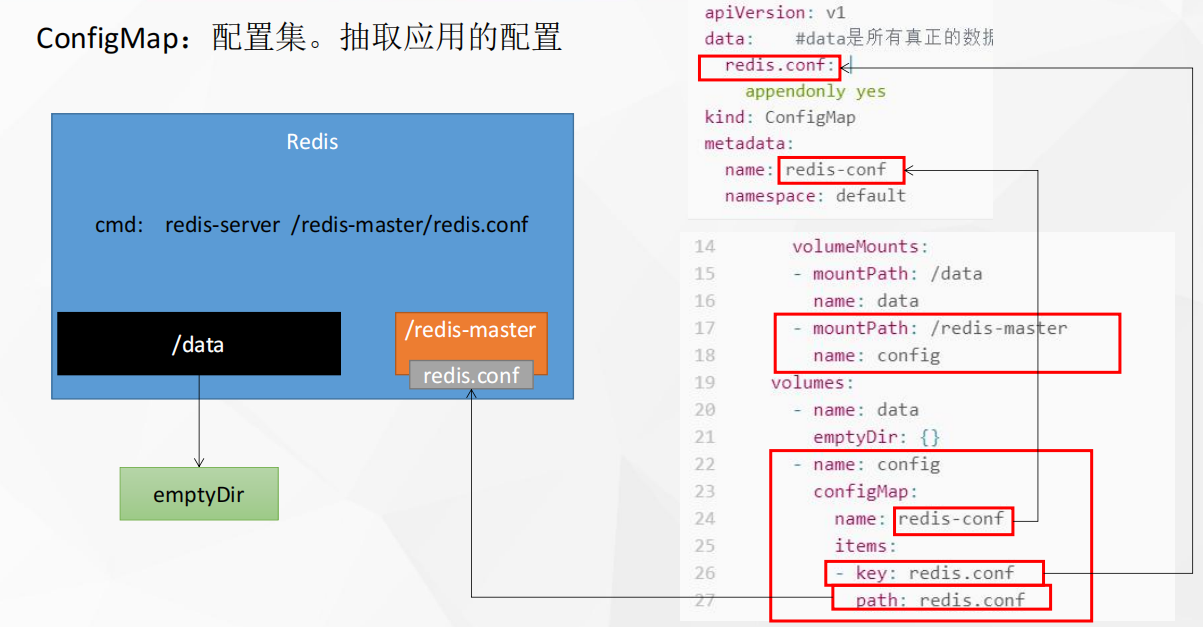 ConfigMap：配置集。抽取应用的配置
Redis
cmd: redis-server /redis-master/redis.conf
/data
/redis-master
redis.conf
emptyDir
apiVersion: v1
data: #data是所有真正的数据
redis.conf: |
appendonly yes
kind: ConfigMap
metadata:
name: redis-conf
namespace: default
14 volumeMounts:
15 - mountPath: /data
16 name: data
17 - mountPath: /redis-master
18 name: config
19 volumes:
20 - name: data
21 emptyDir: {}
22 - name: config
23 configMap:
24 name: redis-conf
25 items:
26 - key: redis.conf
27 path: redis.conf